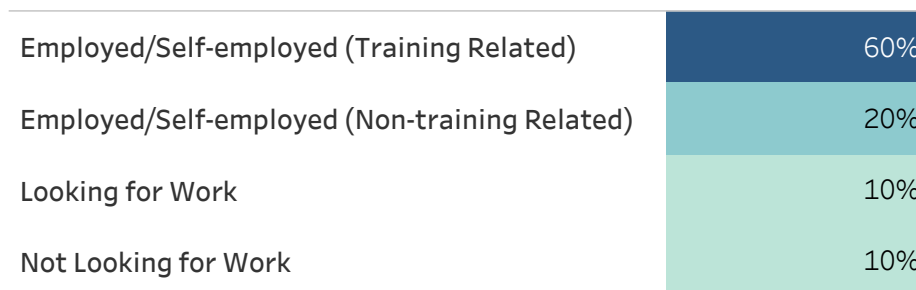 Employed/Self-employed (Training Related) 60%
Employed/Self-employed (Non-training Related) 20%
Looking for Work 10%
Not Looking for Work 10%